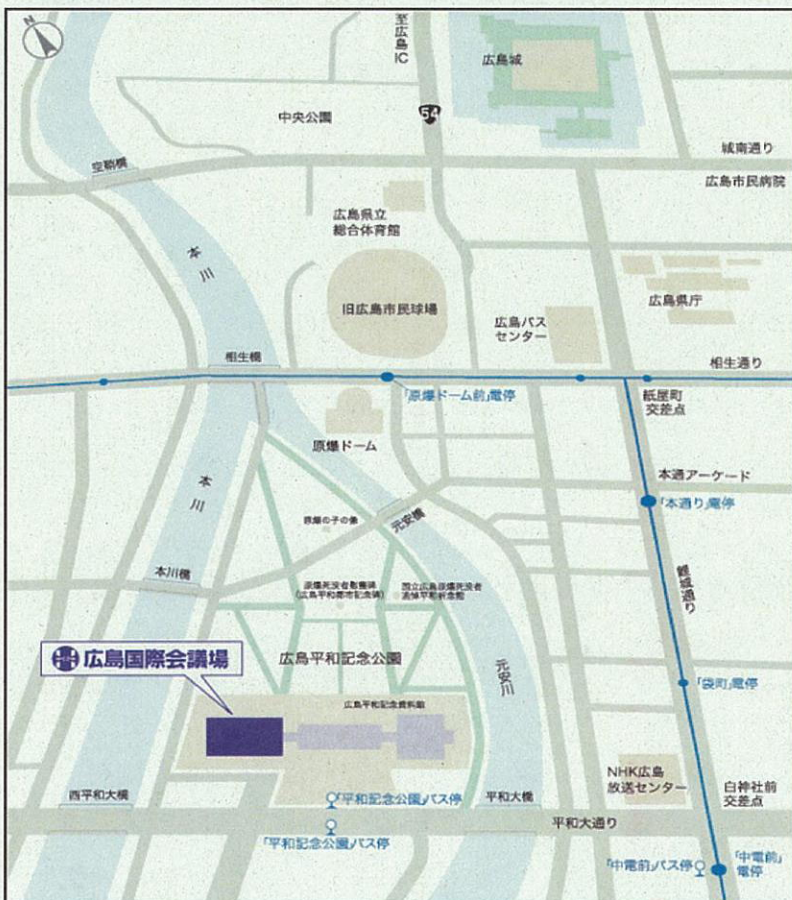 N
至広島IC
広島城
中央公園
54
城南通り
空鞘橋
広島市民病院
広島県立
総合体育館
本川
旧広島市民球場
広島バス
センター
広島県庁
相生橋
相生通り
「原爆ドーム前」電停
紙屋町
交差点
原爆ドーム
本通アーケード
本川
「本通り」電停
原爆の子の像
元安橋
本川橋
原爆死没者慰霊碑
(広島平和都市記念碑)
国立広島原爆死没者
追悼平和祈念館
鯉城通り
広島国際会議場
広島平和記念公園
元安川
「袋町」電停
広島平和記念資料館
NHK広島
放送センター
白神社前
交差点
西平和大橋
「平和記念公園」バス停
平和大橋
平和大通り
「平和記念公園」バス停
「中電前」バス停
「中電前」
電停